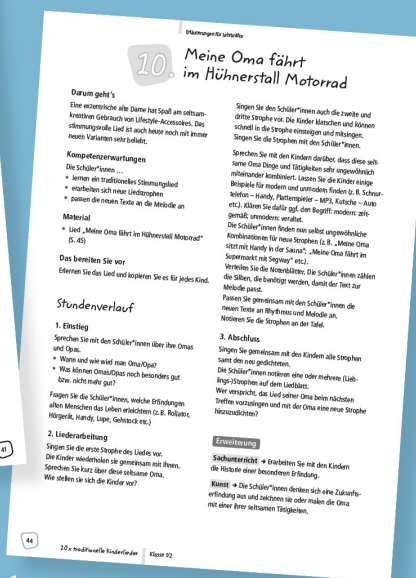 Erläuterungen für Lehrkräfte
10. Meine Oma fährt
im Hühnerstall Motorrad
Darum geht's
Eine exzentrische alte Dame hat Spaß am seltsam-
kreativen Gebrauch von Lifestyle-Accessoires. Das
stimmungsvolle Lied ist auch heute noch mit immer
neuen Varianten sehr beliebt.
Kompetenzerwartungen
Die Schüler*innen …
• lernen ein traditionelles Stimmungslied
• erarbeiten sich neue Liedstrophen
• passen die neuen Texte an die Melodie an
Material
• Lied „Meine Oma fährt im Hühnerstall Motorrad"
(S. 45)
Das bereiten Sie vor
Erlernen Sie das Lied und kopieren Sie es für jedes Kind.
Stundenverlauf
1. Einstieg
Sprechen Sie mit den Schüler*innen über ihre Omas
und Opas.
• Wann und wie wird man Oma/Opa?
• Was können Omas/Opas noch besonders gut
bzw. nicht mehr gut?
Fragen Sie die Schüler*innen, welche Erfindungen
alten Menschen das Leben erleichtern (z. B. Rollator,
Hörgerät, Handy, Lupe, Gehstock etc.)
2. Liederarbeitung
Singen Sie die erste Strophe des Liedes vor.
Die Kinder wiederholen sie gemeinsam mit Ihnen.
Sprechen Sie kurz über diese seltsame Oma.
Wie stellen sie sich die Kinder vor?
Singen Sie den Schüler*innen auch die zweite und
dritte Strophe vor. Die Kinder klatschen und können
schnell in die Strophe einsteigen und mitsingen.
Singen Sie die Strophen mit den Schüler*innen.
Sprechen Sie mit den Kindern darüber, dass diese selt-
same Oma Dinge und Tätigkeiten sehr ungewöhnlich
miteinander kombiniert. Lassen Sie die Kinder einige
Beispiele für modern und unmodern finden (z. B. Schnur-
telefon – Handy, Plattenspieler – MP3, Kutsche – Auto
etc.). Klären Sie dafür ggf. den Begriff: modern: zeit-
gemäß; unmodern: veraltet.
Die Schüler*innen finden nun selbst ungewöhnliche
Kombinationen für neue Strophen (z. B. „Meine Oma
sitzt mit Handy in der Sauna"; „Meine Oma fährt im
Supermarkt mit Segway" etc.).
Verteilen Sie die Notenblätter. Die Schüler*innen zählen
die Silben, die benötigt werden, damit der Text zur
Melodie passt.
Passen Sie gemeinsam mit den Schüler*innen die
neuen Texte an Rhythmus und Melodie an.
Notieren Sie die Strophen an der Tafel.
3. Abschluss
Singen Sie gemeinsam mit den Kindern alle Strophen
samt den neu gedichteten.
Die Schüler*innen notieren eine oder mehrere (Lieb-
lings-)Strophen auf dem Liedblatt.
Wer verspricht, das Lied seiner Oma beim nächsten
Treffen vorzusingen und mit der Oma eine neue Strophe
hinzuzudichten?
Erweiterung
Sachunterricht → Erarbeiten Sie mit den Kindern
die Historie einer besonderen Erfindung.
Kunst → Die Schüler*innen denken sich eine Zukunfts-
erfindung aus und zeichnen sie oder malen die Oma
mit einer ihrer seltsamen Tätigkeiten.
41
44
20 x traditionelle Kinderlieder Klasse 1/2